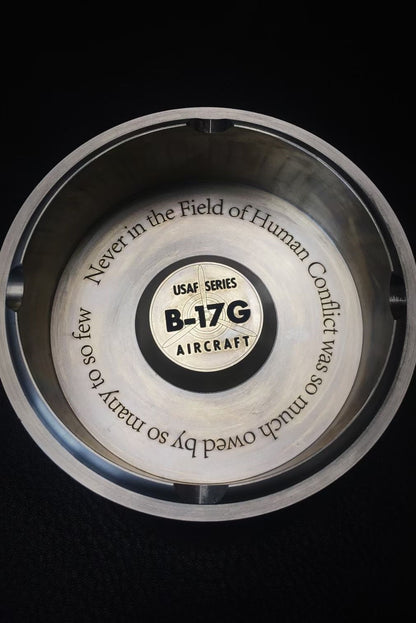 Never in the Field of Human Conflict was so much owed by so many to so few
USAF SERIES
B-17G
AIRCRAFT